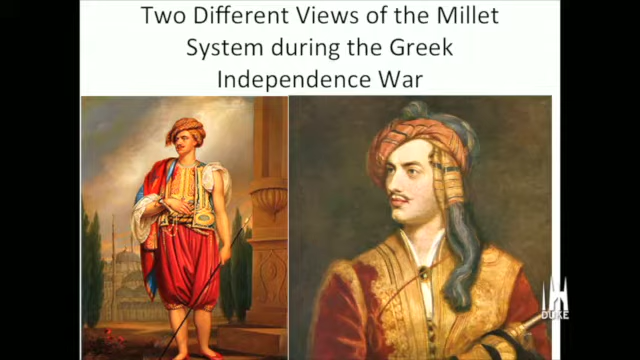 Two Different Views of the Millet
System during the Greek
Independence War
DUKE